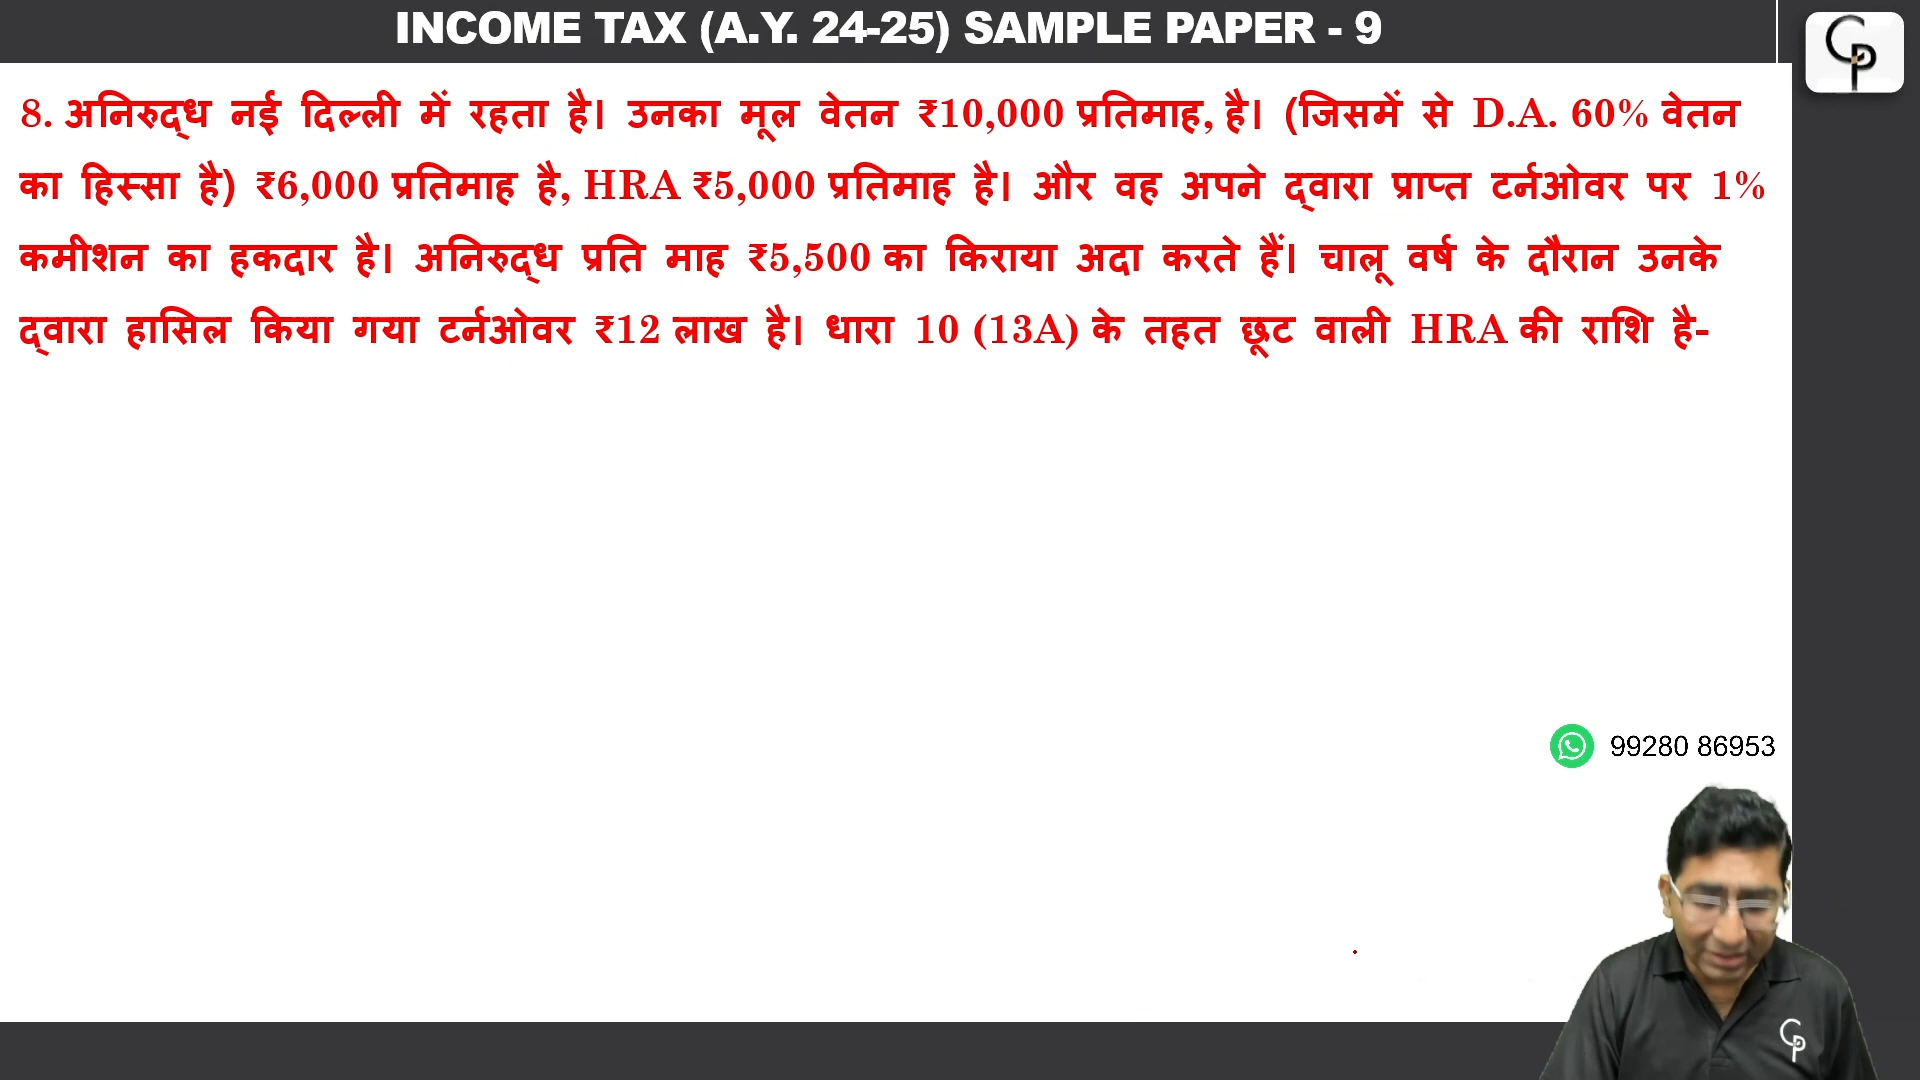 INCOME TAX (A.Y. 24-25) SAMPLE PAPER - 9
CP
8. अनिरुद्ध नई दिल्ली में रहता है। उनका मूल वेतन ₹10,000 प्रतिमाह, है। (जिसमें से D.A. 60% वेतन
का हिस्सा है) ₹6,000 प्रतिमाह है, HRA ₹5,000 प्रतिमाह है। और वह अपने द्वारा प्राप्त टर्नओवर पर 1%
कमीशन का हकदार है। अनिरुद्ध प्रति माह ₹5,500 का किराया अदा करते हैं। चालू वर्ष के दौरान उनके
द्वारा हासिल किया गया टर्नओवर ₹12 लाख है। धारा 10 (13A) के तहत छूट वाली HRA की राशि है-
99280 86953
CP